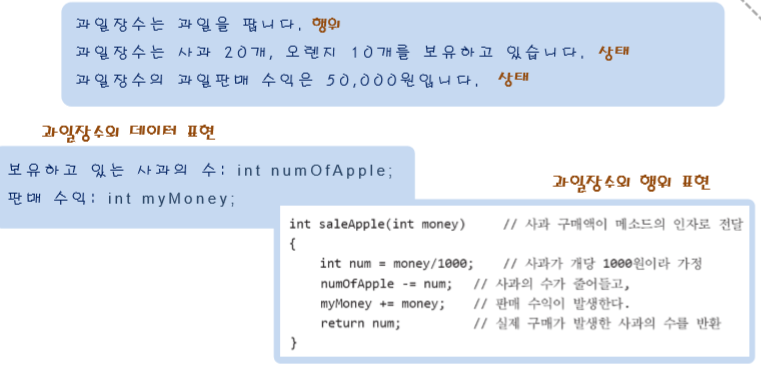 과일장수는 과일을 팝니다. 행위
과일장수는 사과 20개, 오렌지 10개를 보유하고 있습니다. 상태
과일장수의 과일판매 수익은 50,000원입니다. 상태
과일장수의 데이터 표현
보유하고 있는 사과의 수: int numOfApple;
판매 수익: int myMoney;
과일장수의 행위 표현
int saleApple(int money) // 사과 구매액이 메소드의 인자로 전달
{
int num = money/1000; // 사과가 개당 1000원이라 가정
numOfApple -= num; // 사과의 수가 줄어들고,
myMoney += money; // 판매 수익이 발생한다.
return num; // 실제 구매가 발생한 사과의 수를 반환
}